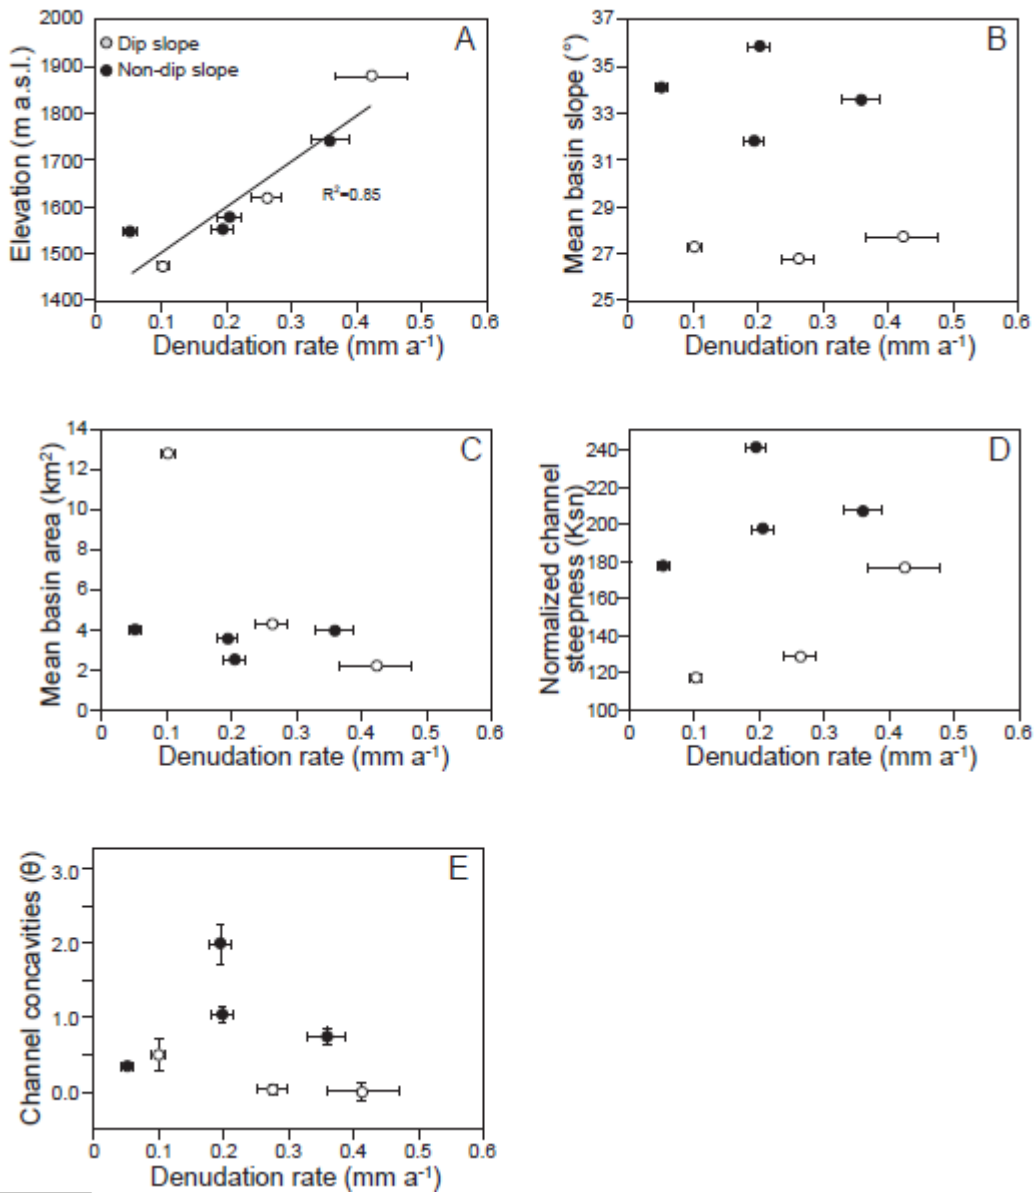 A
Elevation (m a.s.l.)
2000
1900
1800
1700
1600
1500
1400
Dip slope
Non-dip slope
R²=0.85
0 0.1 0.2 0.3 0.4 0.5 0.6
Denudation rate (mm a⁻¹)
B
Mean basin slope (°)
37
35
33
31
29
27
25
0 0.1 0.2 0.3 0.4 0.5 0.6
Denudation rate (mm a⁻¹)
C
Mean basin area (km²)
14
12
10
8
6
4
2
0
0 0.1 0.2 0.3 0.4 0.5 0.6
Denudation rate (mm a⁻¹)
D
Normalized channel
steepness (Ksn)
240
220
200
180
160
140
120
100
0 0.1 0.2 0.3 0.4 0.5 0.6
Denudation rate (mm a⁻¹)
E
Channel concavities (θ)
3.0
2.0
1.0
0.0
0 0.1 0.2 0.3 0.4 0.5 0.6
Denudation rate (mm a⁻¹)